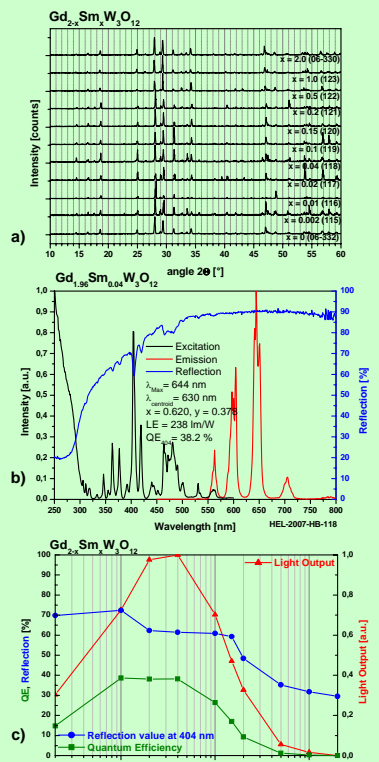 Gd2-xSmxW3O12
Intensity [counts]
x = 2.0 (06-330)
x = 1.0 (123)
x = 0.5 (122)
x = 0.2 (121)
x = 0.15 (120)
x = 0.1 (119)
x = 0.04 (118)
x = 0.02 (117)
x = 0.01 (116)
x = 0.002 (115)
x = 0 (06-332)
a)
10 15 20 25 30 35 40 45 50 55 60
angle 2Θ [°]
Gd1.96Sm0.04W3O12
1,0 0,9 0,8 0,7 0,6 0,5 0,4 0,3 0,2 0,1 0,0
Intensity [a.u.]
Excitation
Emission
Reflection
λMax = 644 nm
λcentroid = 630 nm
x = 0.620, y = 0.378
LE = 238 lm/W
QE404 = 38.2 %
100 90 80 70 60 50 40 30 20 10 0
Reflection [%]
b)
250 300 350 400 450 500 550 600 650 700 750 800
Wavelength [nm]
HEL-2007-HB-118
Gd2-xSmxW3O12
100 90 80 70 60 50 40 30 20 10 0
QE, Reflection [%]
Light Output
1,0 0,8 0,6 0,4 0,2 0,0
Light Output [a.u.]
c)
Reflection value at 404 nm
Quantum Efficiency